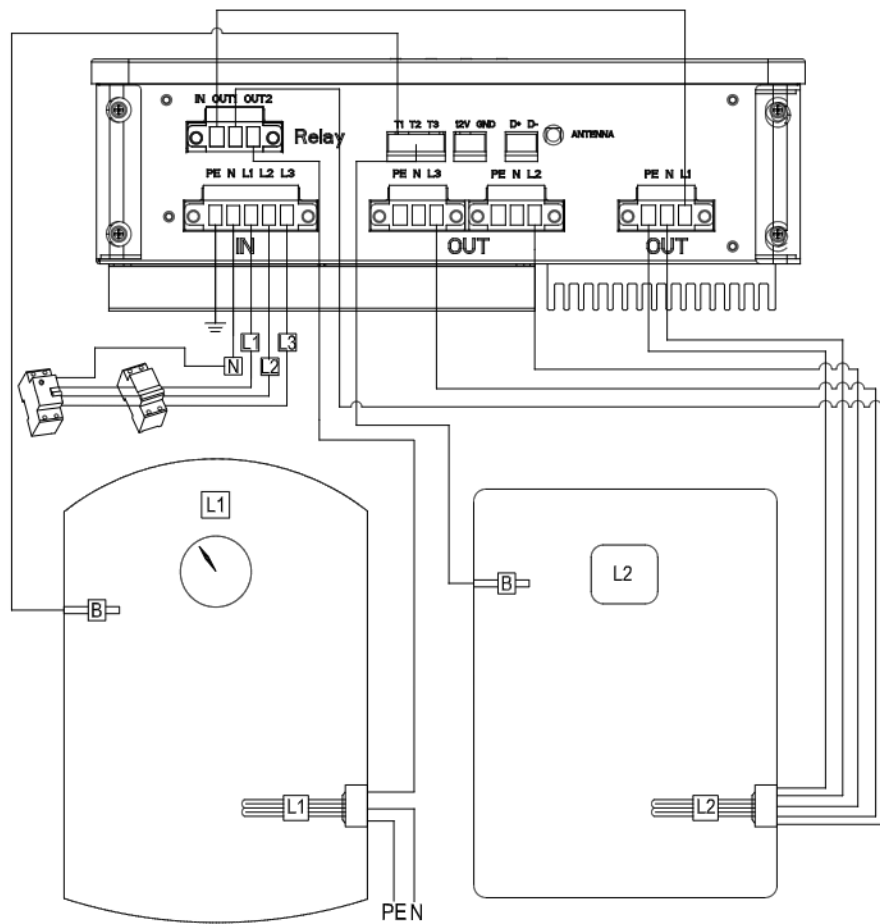 IN OUT1 OUT2
Relay
T1 T2 T3
12V GND
D+ D-
ANTENNA
PE N L1 L2 L3
PE N L3
PE N L2
PE N L1
IN
OUT
OUT
L1
L3
N
L2
L1
L2
B
B
L1
L2
PE N